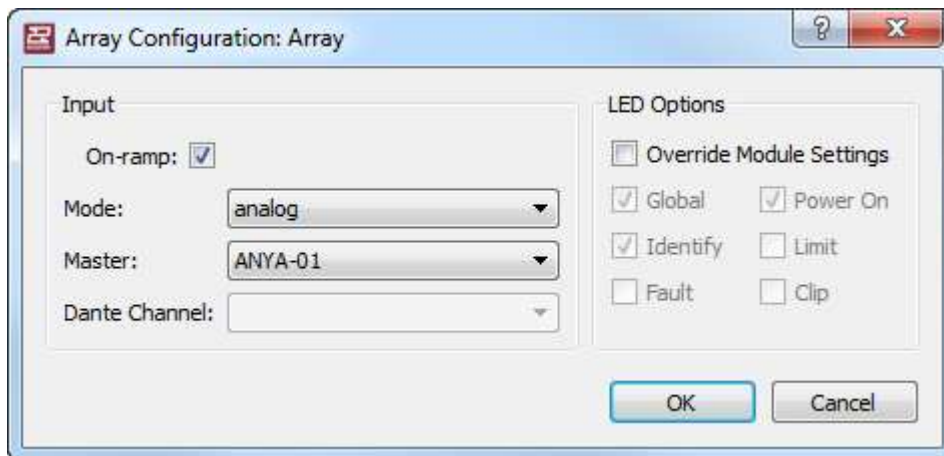 Array Configuration: Array
Input
On-ramp:
Mode: analog
Master: ANYA-01
Dante Channel:
LED Options
Override Module Settings
Global Power On
Identify Limit
Fault Clip
OK Cancel